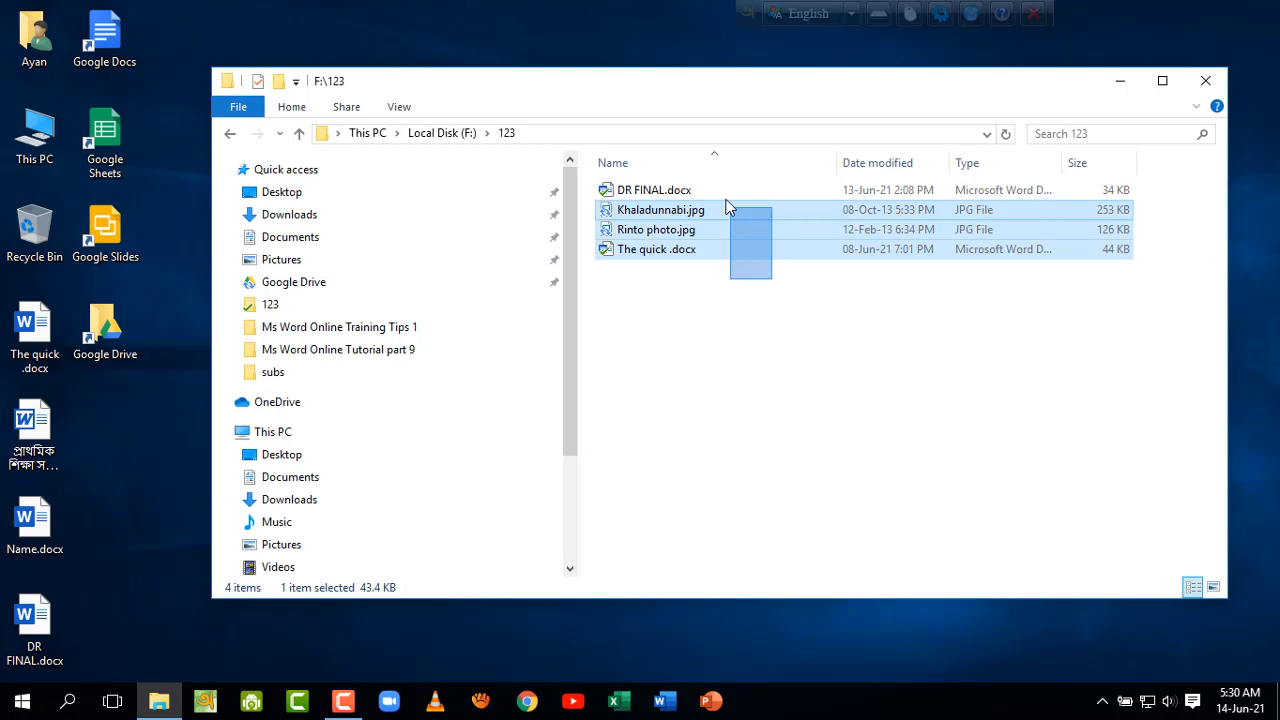 English
Ayan
Google Docs
This PC
Google
Sheets
Recycle Bin
Google Slides
The quick
.docx
Google Drive
প্রাথমিক
শিক্ষা স...
Name.docx
DR
FINAL.docx
F:\123
File
Home
Share
View
This PC
Local Disk (F:)
123
Search 123
Quick access
Desktop
Downloads
Documents
Pictures
Google Drive
123
Ms Word Online Training Tips 1
Ms Word Online Tutorial part 9
subs
OneDrive
This PC
Desktop
Documents
Downloads
Music
Pictures
Videos
Name Date modified Type Size
DR FINAL.docx 13-Jun-21 2:08 PM Microsoft Word D... 34 KB
Khaladunnabi.jpg 08-Oct-13 5:33 PM JPG File 253 KB
Rinto photo.jpg 12-Feb-13 6:34 PM JPG File 126 KB
The quick .docx 08-Jun-21 7:01 PM Microsoft Word D... 44 KB
4 items 1 item selected 43.4 KB
5:30 AM
14-Jun-21